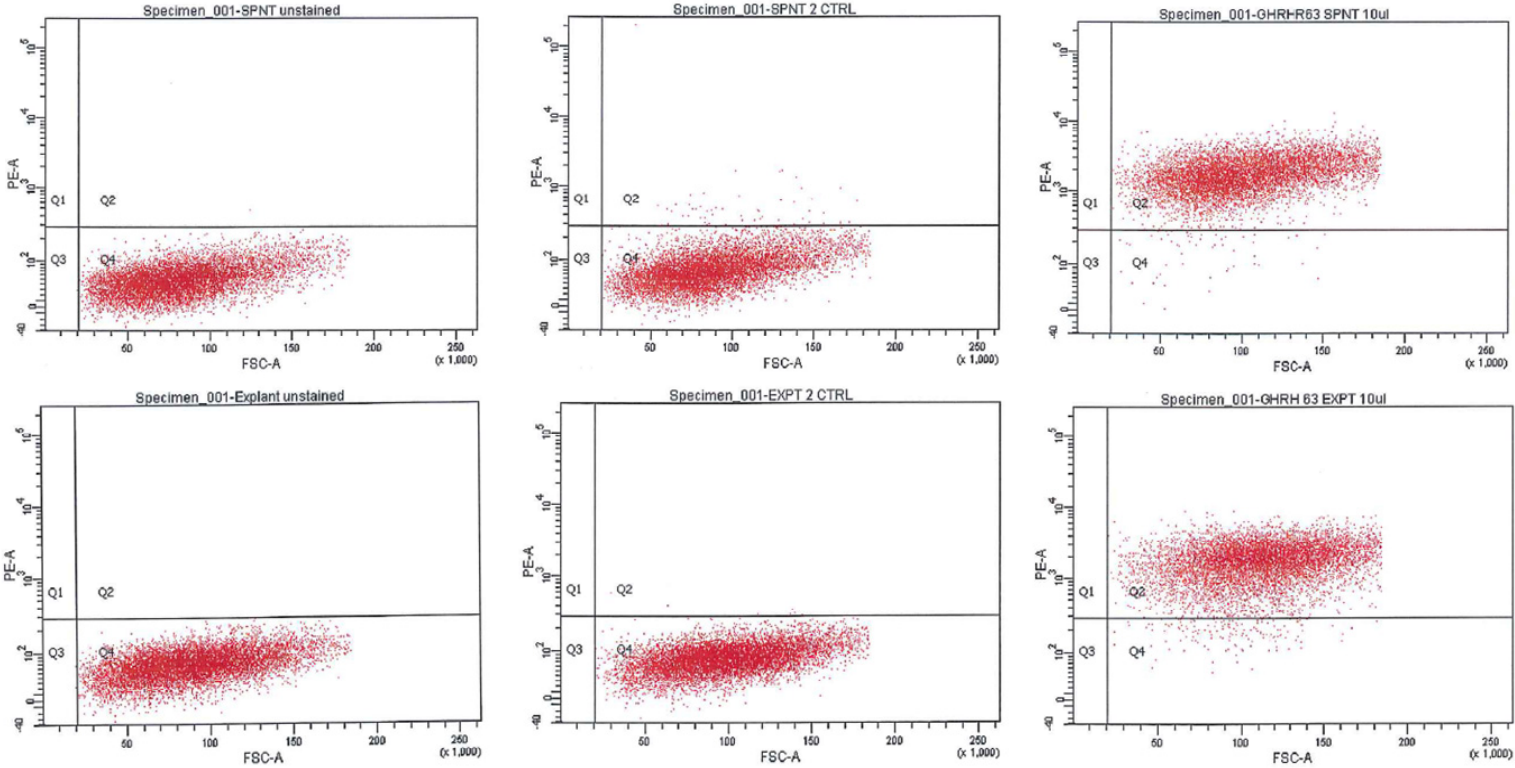 Specimen_001-SPNT unstained
PE-A
10^5
10^4
10^3
10^2
0
-40
Q1
Q2
Q3
Q4
50
100
150
200
250
(x 1,000)
FSC-A
Specimen_001-SPNT 2 CTRL
PE-A
10^5
10^4
10^3
10^2
0
-40
Q1
Q2
Q3
Q4
50
100
150
200
250
(x 1,000)
FSC-A
Specimen_001-GHRHR63 SPNT 10ul
PE-A
10^5
10^4
10^3
10^2
0
-40
Q1
Q2
Q3
Q4
50
100
150
200
250
(x 1,000)
FSC-A
Specimen_001-Explant unstained
PE-A
10^5
10^4
10^3
10^2
0
-40
Q1
Q2
Q3
Q4
50
100
150
200
250
(x 1,000)
FSC-A
Specimen_001-EXPT 2 CTRL
PE-A
10^5
10^4
10^3
10^2
0
-40
Q1
Q2
Q3
Q4
50
100
150
200
250
(x 1,000)
FSC-A
Specimen_001-GHRH 63 EXPT 10ul
PE-A
10^5
10^4
10^3
10^2
0
-40
Q1
Q2
Q3
Q4
50
100
150
200
250
(x 1,000)
FSC-A